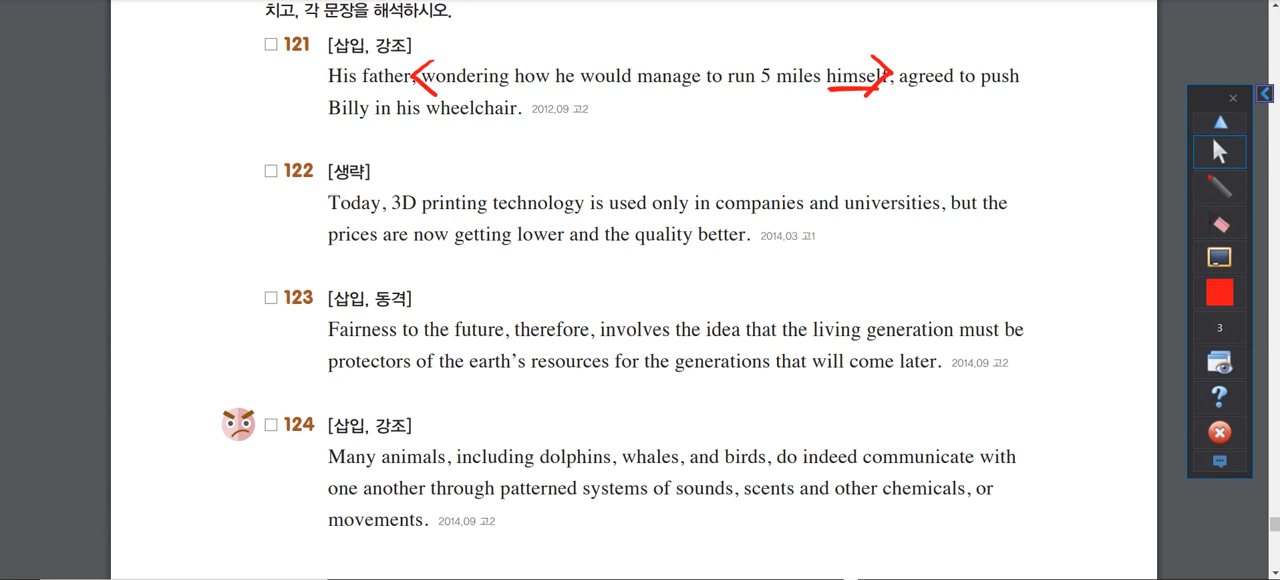 치고, 각 문장을 해석하시오.
121 [삽입, 강조]
His father, wondering how he would manage to run 5 miles himself, agreed to push
Billy in his wheelchair. 2012.09 고2
122 [생략]
Today, 3D printing technology is used only in companies and universities, but the
prices are now getting lower and the quality better. 2014.03 고1
123 [삽입, 동격]
Fairness to the future, therefore, involves the idea that the living generation must be
protectors of the earth's resources for the generations that will come later. 2014.09 고2
124 [삽입, 강조]
Many animals, including dolphins, whales, and birds, do indeed communicate with
one another through patterned systems of sounds, scents and other chemicals, or
movements. 2014.09 고2
3